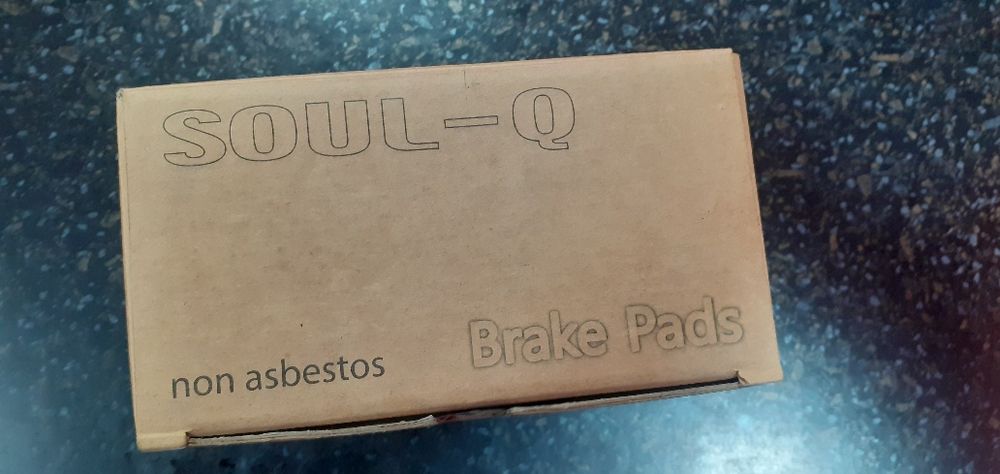 SOUL-Q
Brake Pads
non asbestos